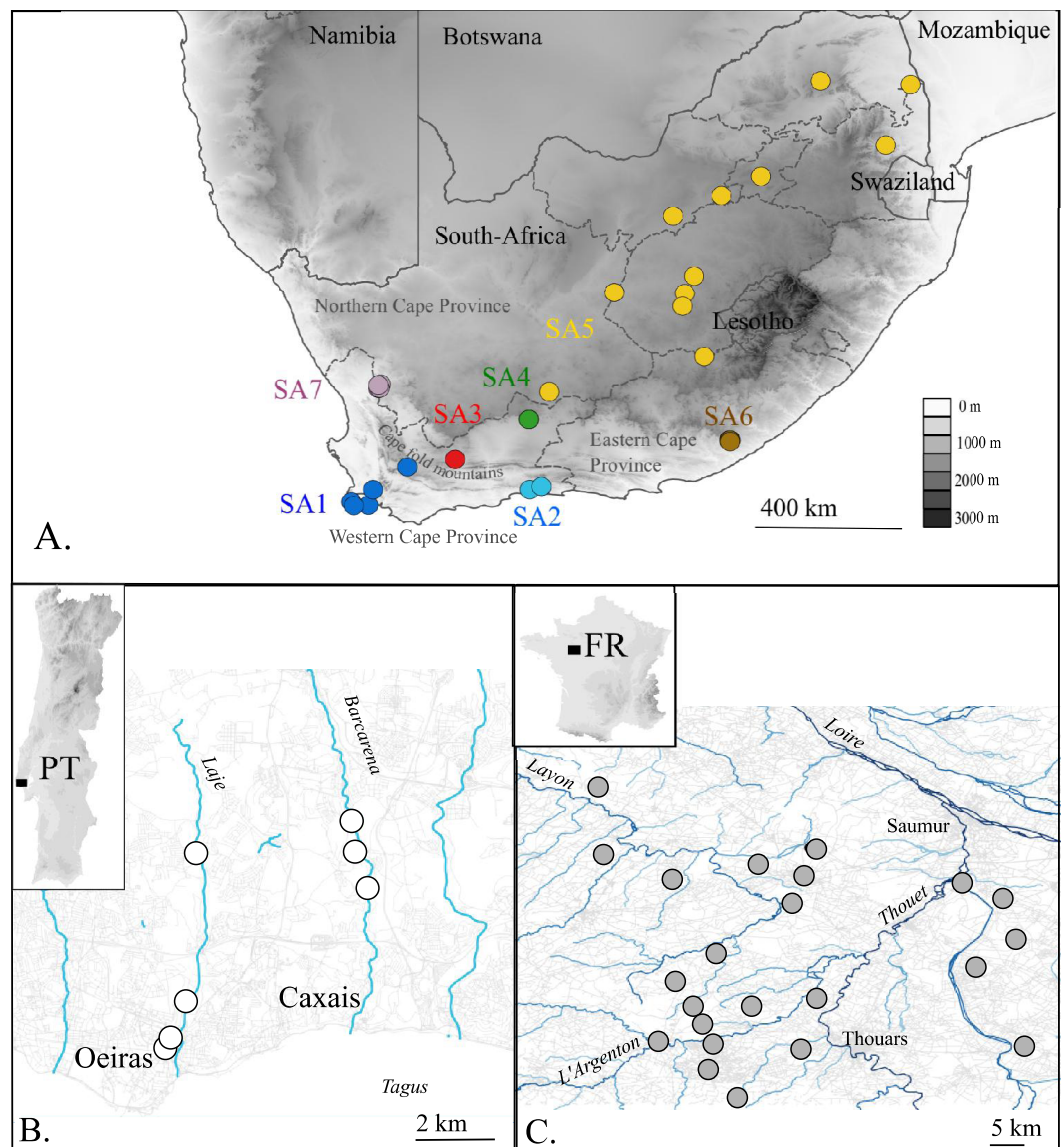 Namibia
Botswana
Mozambique
Swaziland
South-Africa
Northern Cape Province
SA5
Lesotho
SA7
SA4
SA3
SA6
Cape fold mountains
Eastern Cape
Province
SA1
SA2
Western Cape Province
400 km
0 m
1000 m
2000 m
3000 m
A.
PT
Laje
Barcarena
Oeiras
Caxais
Tagus
2 km
B.
FR
Loire
Layon
Saumur
Thouet
Thouars
L'Argenton
5 km
C.